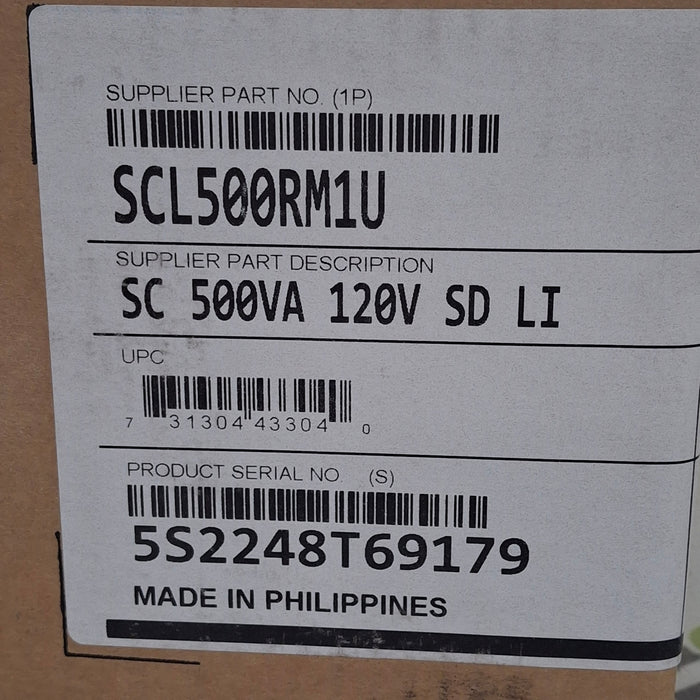 SUPPLIER PART NO. (1P)
SCL500RM1U
SUPPLIER PART DESCRIPTION
SC 500VA 120V SD LI
UPC
7 31304 43304 0
PRODUCT SERIAL NO. (S)
5S2248T69179
MADE IN PHILIPPINES